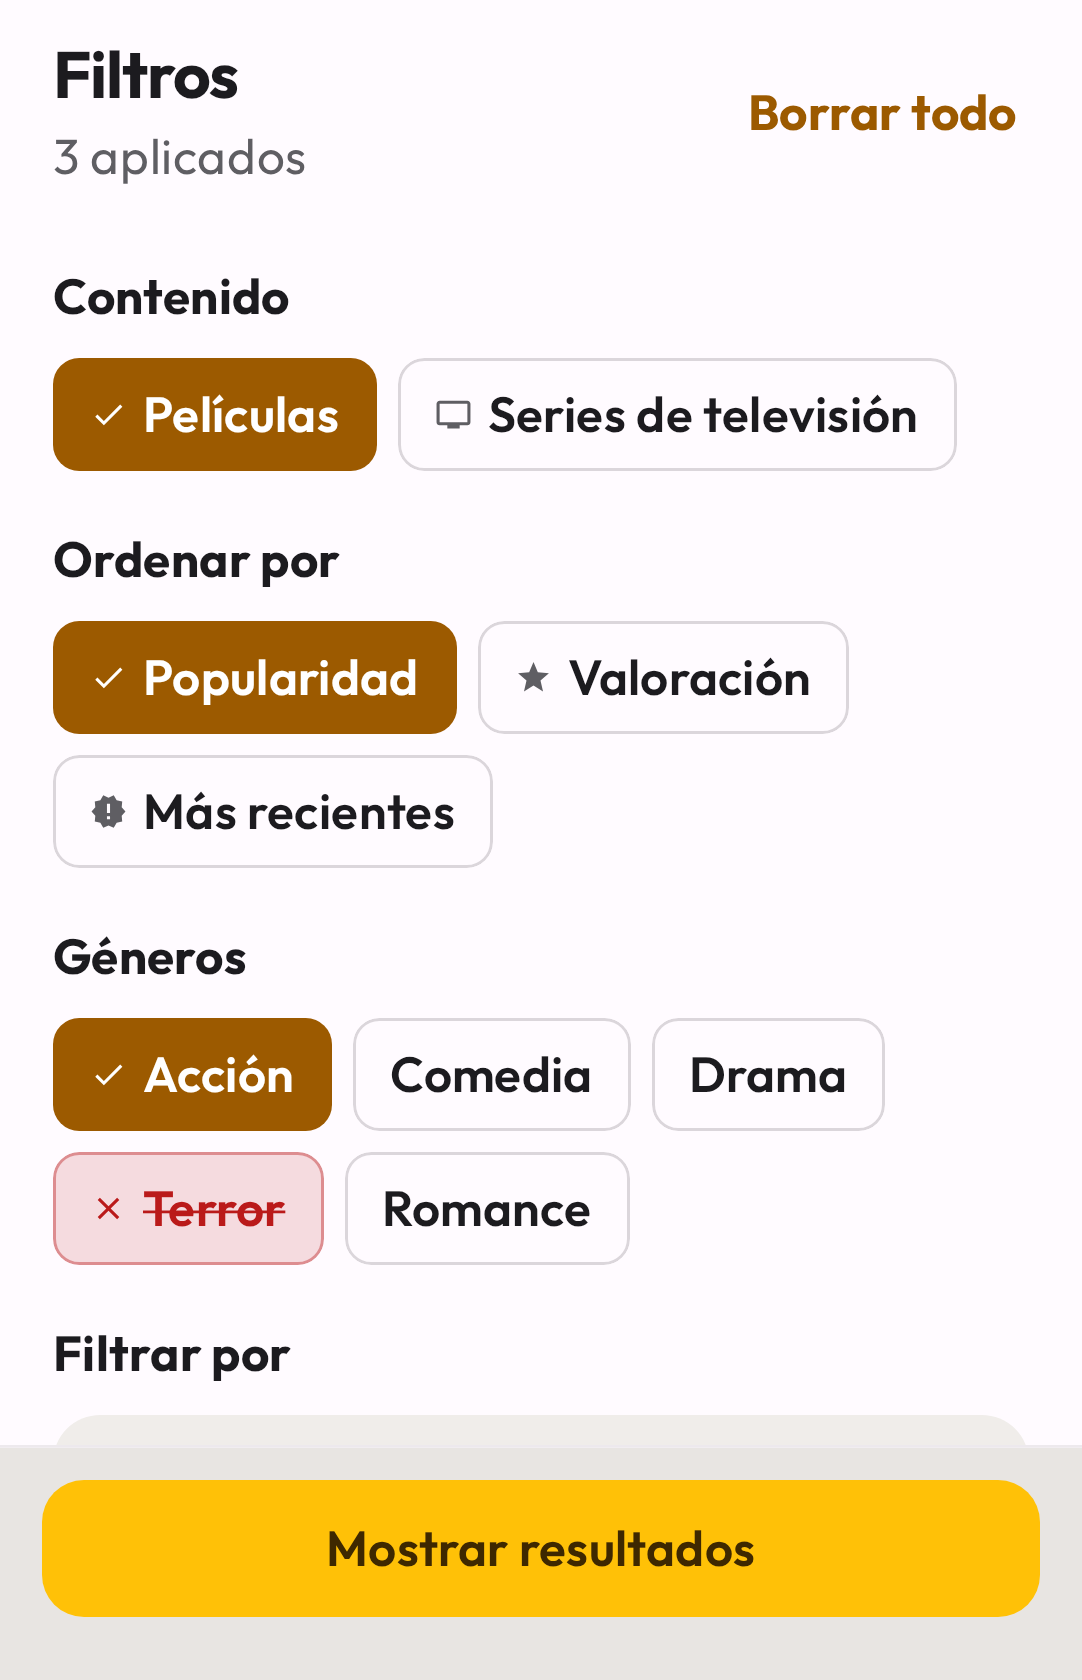 Filtros
3 aplicados
Borrar todo
Contenido
Películas
Series de televisión
Ordenar por
Popularidad
Valoración
Más recientes
Géneros
Acción
Comedia
Drama
Terror
Romance
Filtrar por
Mostrar resultados